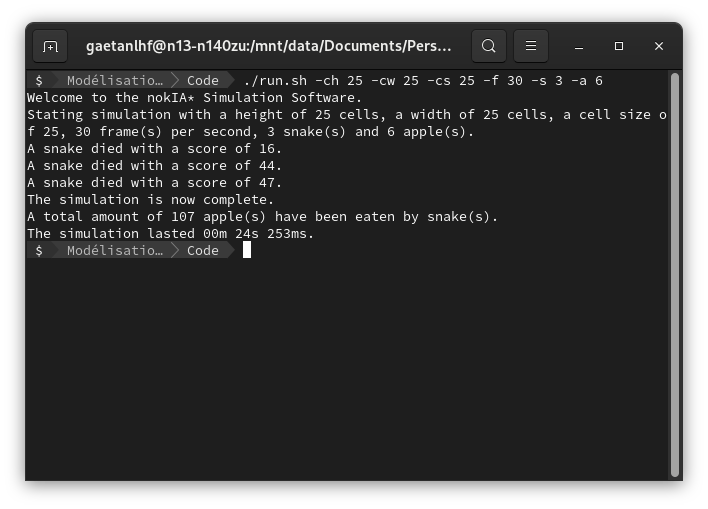 gaetanlhf@n13-n140zu:/mnt/data/Documents/Pers…
$ Modélisatio… Code ./run.sh -ch 25 -cw 25 -cs 25 -f 30 -s 3 -a 6
Welcome to the nokIA* Simulation Software.
Stating simulation with a height of 25 cells, a width of 25 cells, a cell size o
f 25, 30 frame(s) per second, 3 snake(s) and 6 apple(s).
A snake died with a score of 16.
A snake died with a score of 44.
A snake died with a score of 47.
The simulation is now complete.
A total amount of 107 apple(s) have been eaten by snake(s).
The simulation lasted 00m 24s 253ms.
$ Modélisatio… Code